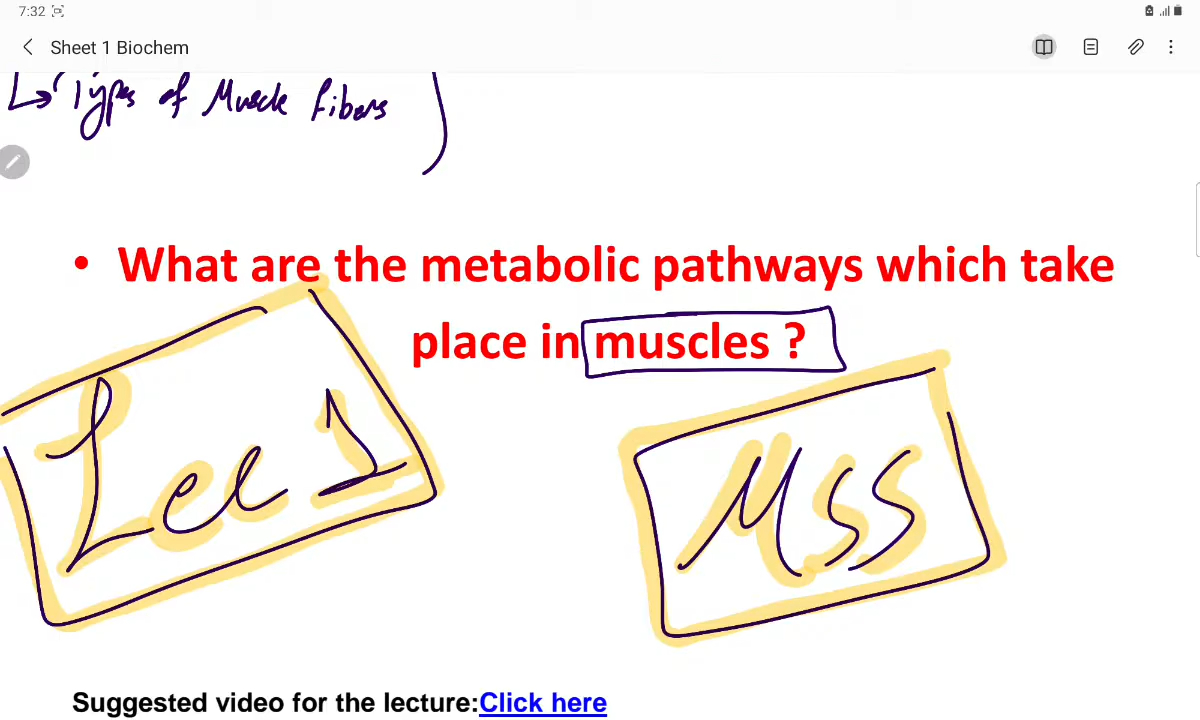 7:32
Sheet 1 Biochem
Types of Muscle fibers
• What are the metabolic pathways which take
place in muscles ?
Lec 1
MSS
Suggested video for the lecture:Click here